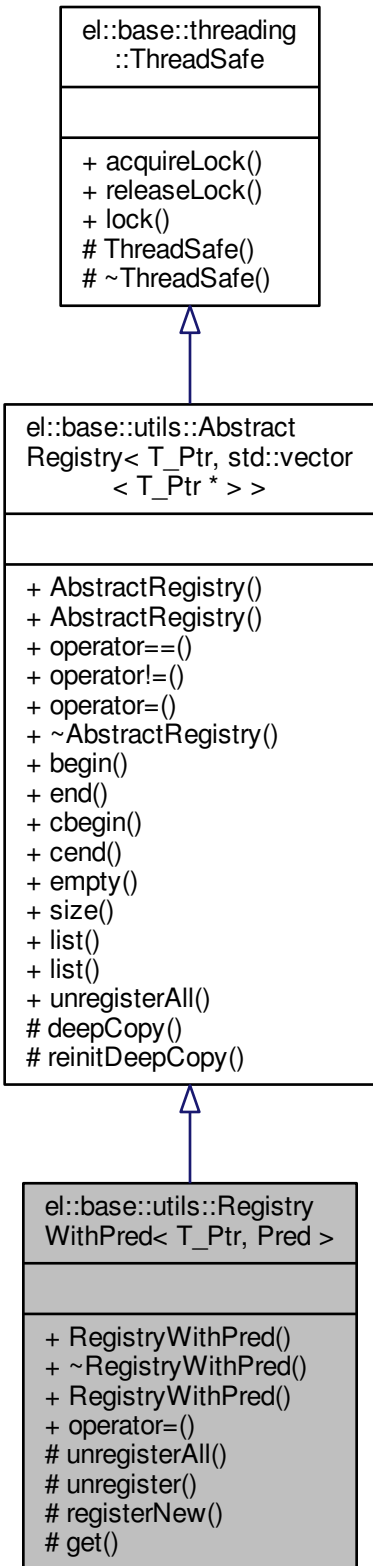 el::base::threading
::ThreadSafe
+ acquireLock()
+ releaseLock()
+ lock()
# ThreadSafe()
# ~ThreadSafe()
el::base::utils::Abstract
Registry< T_Ptr, std::vector
< T_Ptr * > >
+ AbstractRegistry()
+ AbstractRegistry()
+ operator==()
+ operator!=()
+ operator=()
+ ~AbstractRegistry()
+ begin()
+ end()
+ cbegin()
+ cend()
+ empty()
+ size()
+ list()
+ list()
+ unregisterAll()
# deepCopy()
# reinitDeepCopy()
el::base::utils::Registry
WithPred< T_Ptr, Pred >
+ RegistryWithPred()
+ ~RegistryWithPred()
+ RegistryWithPred()
+ operator=()
# unregisterAll()
# unregister()
# registerNew()
# get()